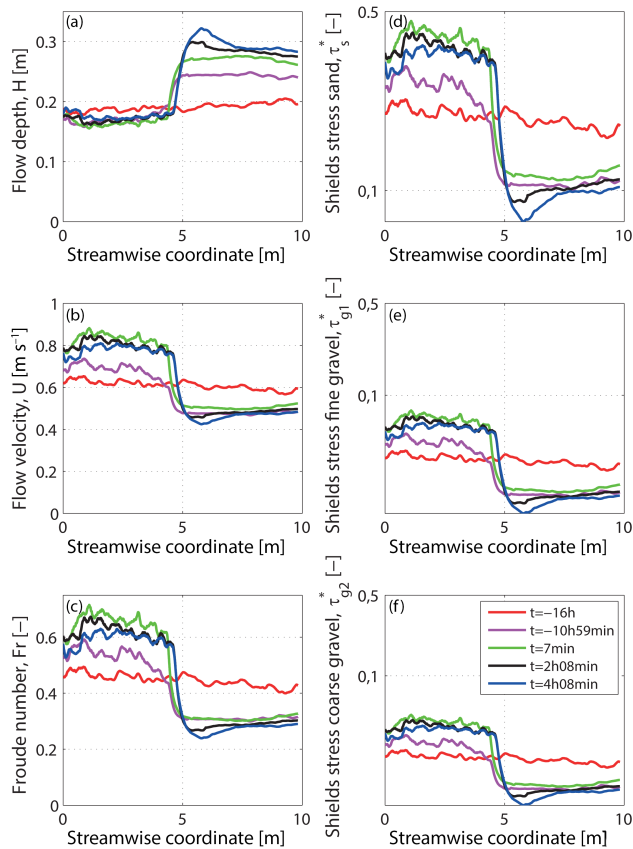 (a)
Flow depth, H [m]
0.3
0.2
0.1
0
0 5 10
Streamwise coordinate [m]
(d)
Shields stress sand, τ*s [−]
0.5
0,1
0 5 10
Streamwise coordinate [m]
(b)
Flow velocity, U [m s⁻¹]
1
0.8
0.6
0.4
0.2
0
0 5 10
Streamwise coordinate [m]
(e)
Shields stress fine gravel, τ*g1 [−]
0,5
0,1
0 5 10
Streamwise coordinate [m]
(c)
Froude number, Fr [−]
0.6
0.4
0.2
0
0 5 10
Streamwise coordinate [m]
(f)
Shields stress coarse gravel, τ*g2 [−]
0,5
0,1
t=−16h
t=−10h59min
t=7min
t=2h08min
t=4h08min
0 5 10
Streamwise coordinate [m]